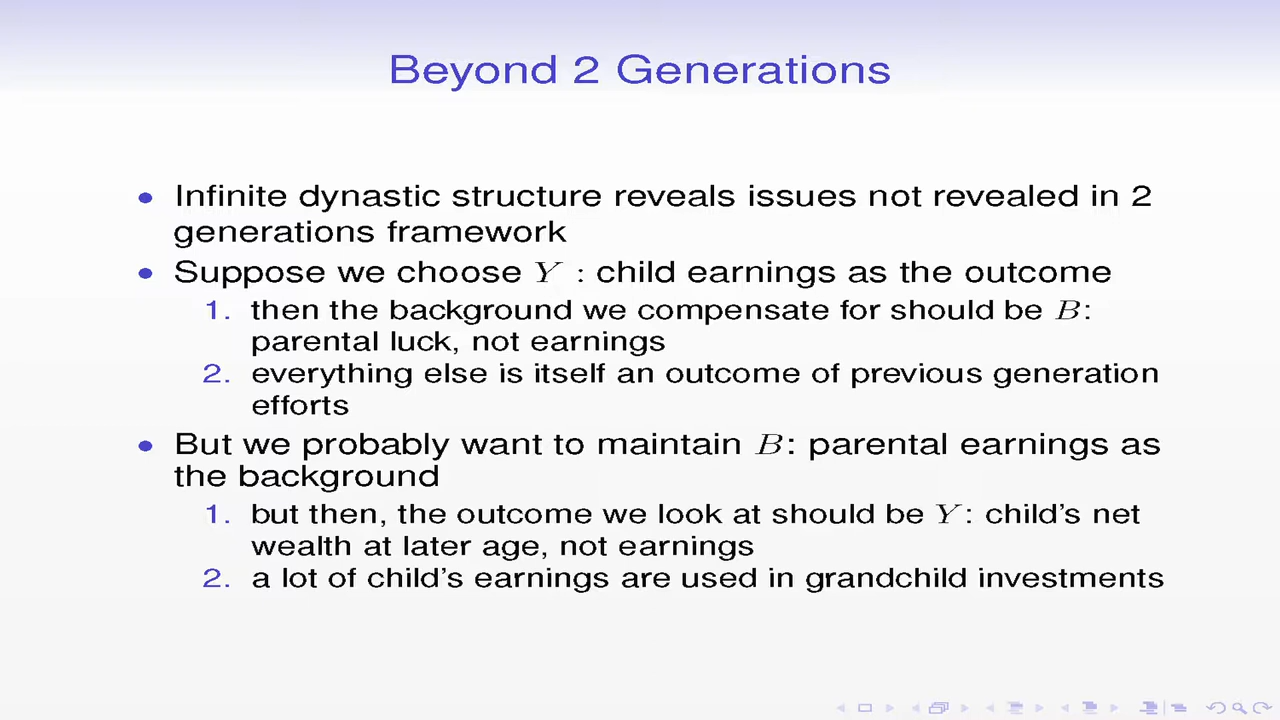 Beyond 2 Generations
• Infinite dynastic structure reveals issues not revealed in 2
generations framework
• Suppose we choose Y : child earnings as the outcome
1. then the background we compensate for should be B:
parental luck, not earnings
2. everything else is itself an outcome of previous generation
efforts
• But we probably want to maintain B: parental earnings as
the background
1. but then, the outcome we look at should be Y: child's net
wealth at later age, not earnings
2. a lot of child's earnings are used in grandchild investments